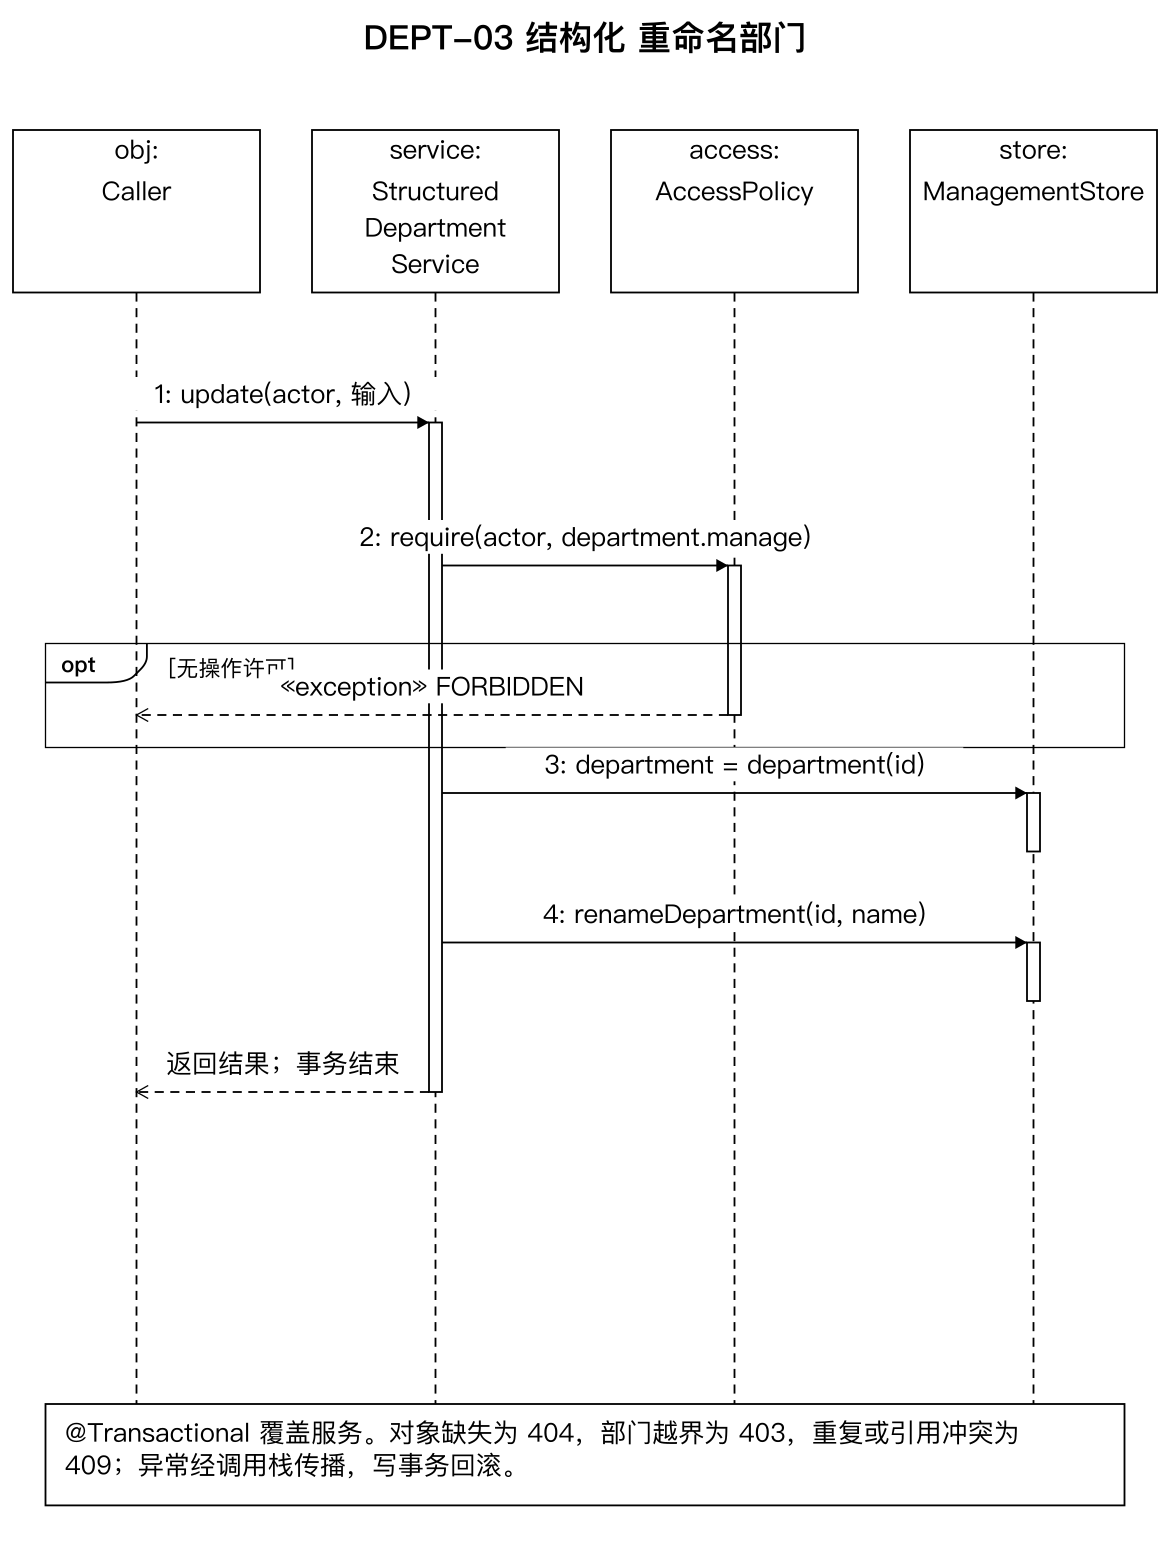 DEPT-03 结构化 重命名部门
obj:
Caller
service:
Structured
Department
Service
access:
AccessPolicy
store:
ManagementStore
1: update(actor, 输入)
2: require(actor, department.manage)
opt
[无操作许可]
«exception» FORBIDDEN
3: department = department(id)
4: renameDepartment(id, name)
返回结果；事务结束
@Transactional 覆盖服务。对象缺失为 404，部门越界为 403，重复或引用冲突为
409；异常经调用栈传播，写事务回滚。